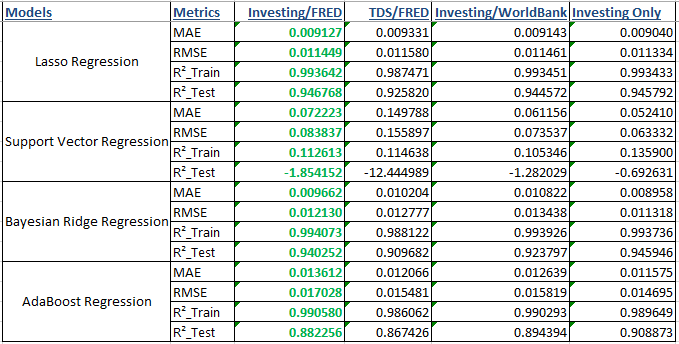 Models Metrics Investing/FRED TDS/FRED Investing/WorldBank Investing Only
Lasso Regression
MAE 0.009127 0.009331 0.009143 0.009040
RMSE 0.011449 0.011580 0.011461 0.011334
R²_Train 0.993642 0.987471 0.993451 0.993433
R²_Test 0.946768 0.925820 0.944572 0.945792
Support Vector Regression
MAE 0.072223 0.149788 0.061156 0.052410
RMSE 0.083837 0.155897 0.073537 0.063332
R²_Train 0.112613 0.114638 0.105346 0.135900
R²_Test -1.854152 -12.444989 -1.282029 -0.692631
Bayesian Ridge Regression
MAE 0.009662 0.010204 0.010822 0.008958
RMSE 0.012130 0.012777 0.013438 0.011318
R²_Train 0.994073 0.988122 0.993926 0.993736
R²_Test 0.940252 0.909682 0.923797 0.945946
AdaBoost Regression
MAE 0.013612 0.012066 0.012639 0.011575
RMSE 0.017028 0.015481 0.015819 0.014695
R²_Train 0.990580 0.986062 0.990293 0.989649
R²_Test 0.882256 0.867426 0.894394 0.908873